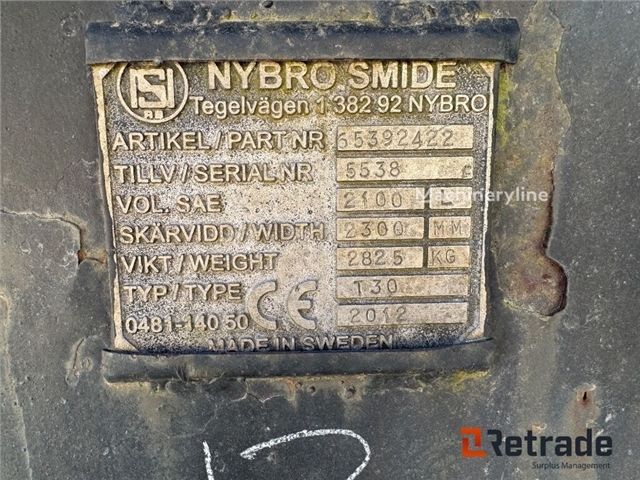 NYBRO SMIDE
Tegelvägen 1 382 92 NYBRO
ARTIKEL/PART NR 65392422
TILLV/SERIAL NR 5538
VOL. SAE 2100 L
SKÄRVIDD/WIDTH 2300 MM
VIKT/WEIGHT 2825 KG
TYP/TYPE T30
CE
0481-140 50 2012
MADE IN SWEDEN
Machineryline
Retrade
Surplus Management